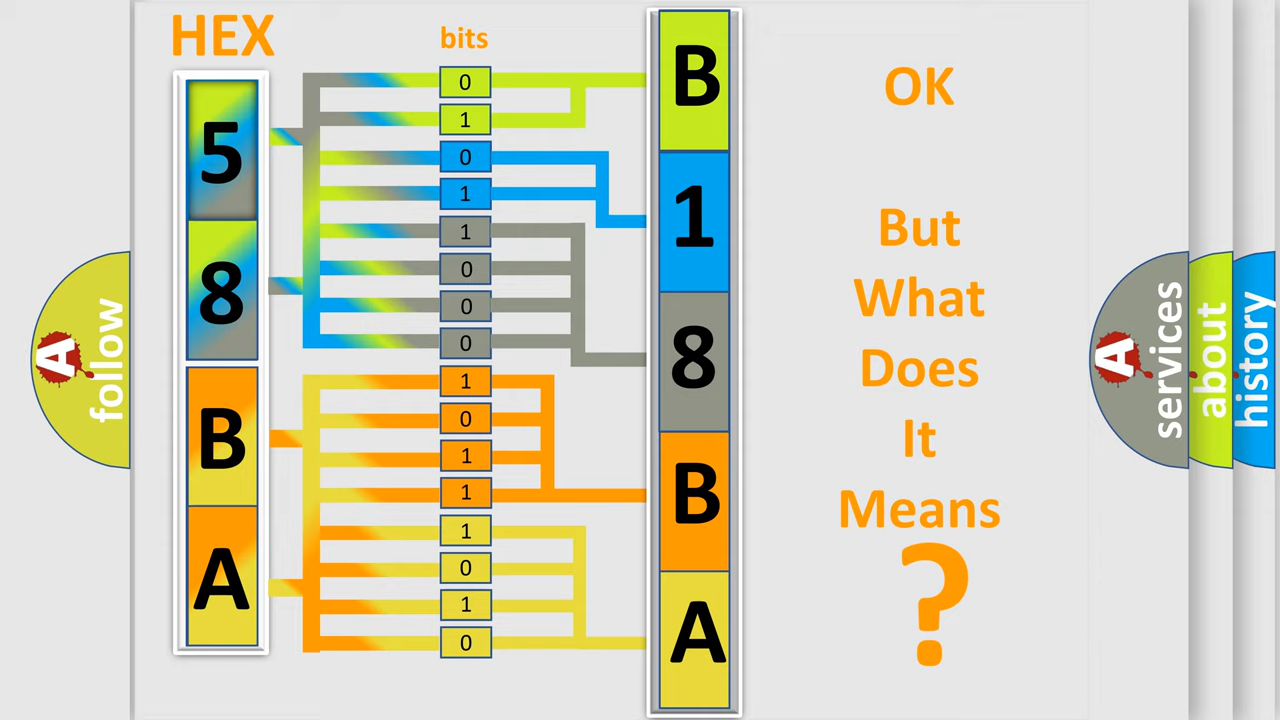 HEX
bits
5
8
B
A
0
1
0
1
1
0
0
0
1
0
1
1
1
0
1
0
B
1
8
B
A
OK
But
What
Does
It
Means
?
A
follow
A
services
about
history